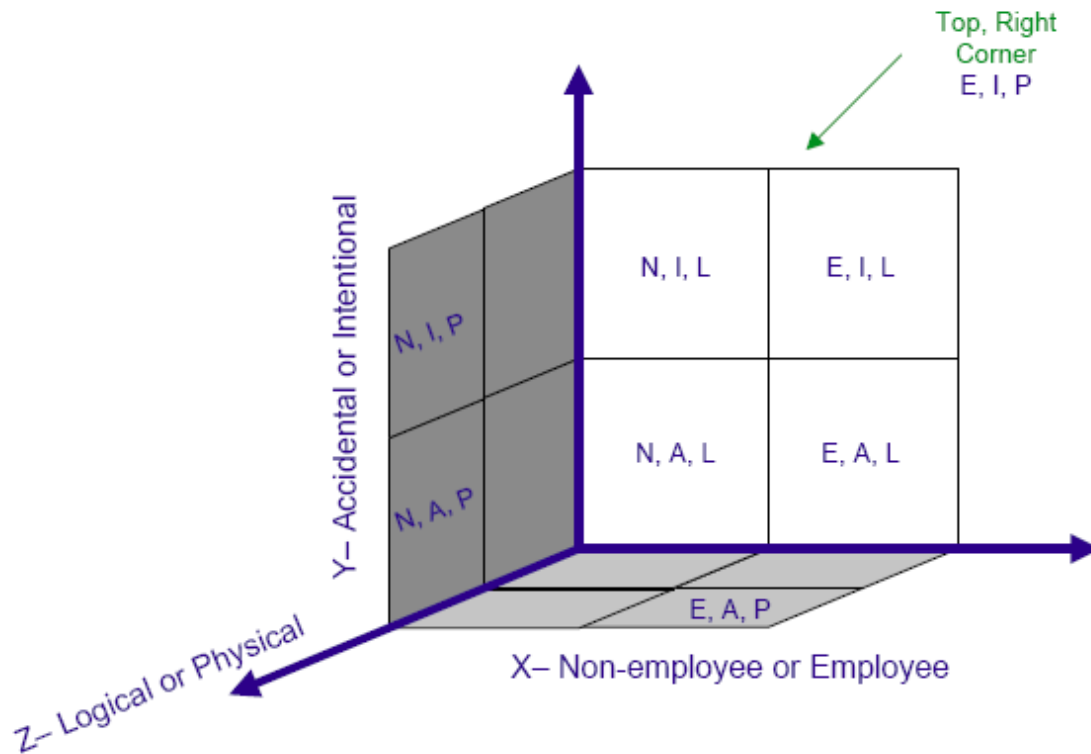 Top, Right
Corner
E, I, P
Y– Accidental or Intentional
N, I, L
E, I, L
N, I, P
N, A, L
E, A, L
N, A, P
E, A, P
X– Non-employee or Employee
Z– Logical or Physical